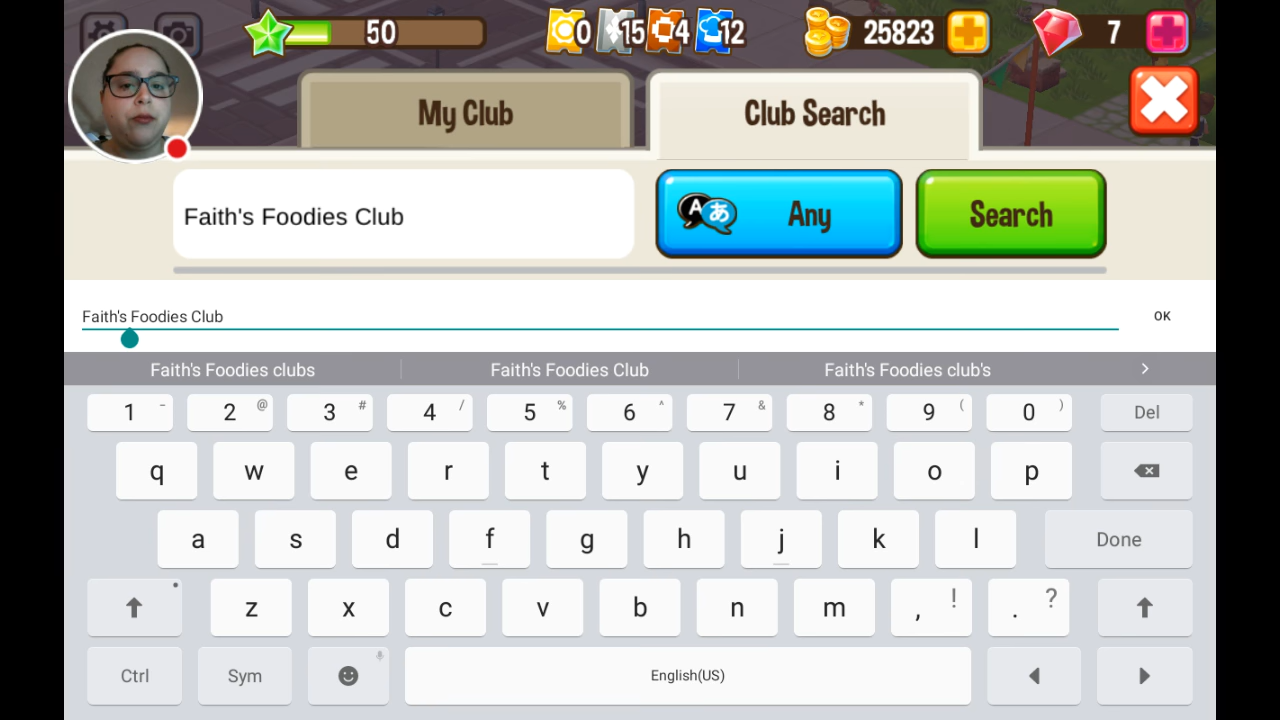 50
0 15 4 12
25823
7
My Club
Club Search
Faith's Foodies Club
Any
Search
Faith's Foodies Club
OK
Faith's Foodies clubs
Faith's Foodies Club
Faith's Foodies club's
1 - 2 @ 3 # 4 / 5 % 6 ^ 7 & 8 * 9 ( 0 ) Del
q w e r t y u i o p
a s d f g h j k l Done
z x c v b n m , ! . ?
Ctrl Sym English(US)